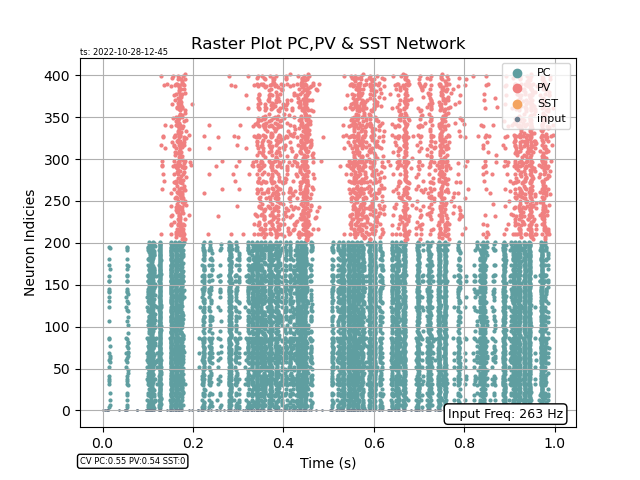 ts: 2022-10-28-12-45
Raster Plot PC,PV & SST Network
PC
PV
SST
input
Neuron Indicies
400
350
300
250
200
150
100
50
0
Input Freq: 263 Hz
0.0 0.2 0.4 0.6 0.8 1.0
Time (s)
CV PC:0.55 PV:0.54 SST:0